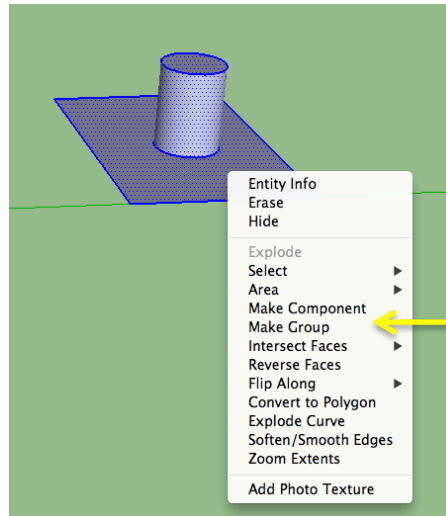 Entity Info
Erase
Hide
Explode
Select
Area
Make Component
Make Group
Intersect Faces
Reverse Faces
Flip Along
Convert to Polygon
Explode Curve
Soften/Smooth Edges
Zoom Extents
Add Photo Texture